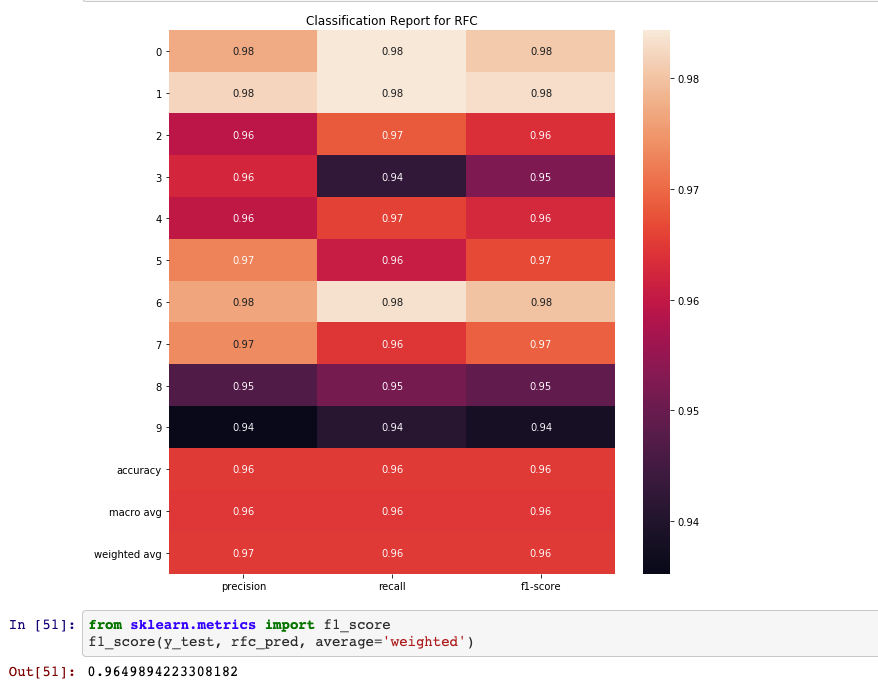 Classification Report for RFC
0 0.98 0.98 0.98
1 0.98 0.98 0.98
2 0.96 0.97 0.96
3 0.96 0.94 0.95
4 0.96 0.97 0.96
5 0.97 0.96 0.97
6 0.98 0.98 0.98
7 0.97 0.96 0.97
8 0.95 0.95 0.95
9 0.94 0.94 0.94
accuracy 0.96 0.96 0.96
macro avg 0.96 0.96 0.96
weighted avg 0.97 0.96 0.96
precision recall f1-score
0.98
0.97
0.96
0.95
0.94
In [51]: from sklearn.metrics import f1_score
f1_score(y_test, rfc_pred, average='weighted')
Out[51]: 0.9649894223308182